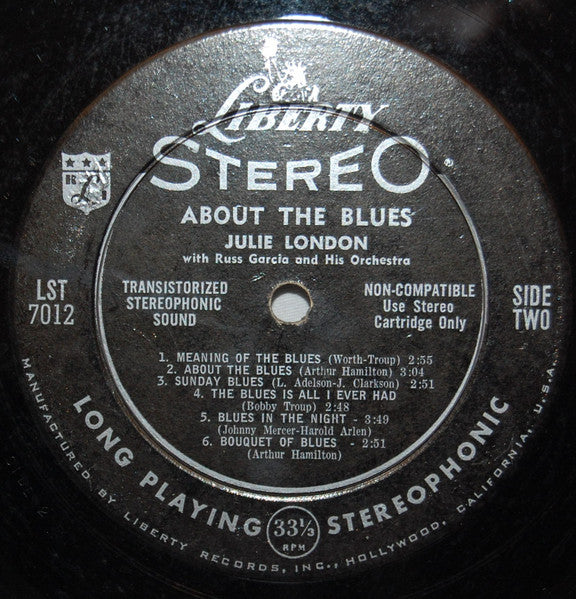 LIBERTY
STEREO®
ABOUT THE BLUES
JULIE LONDON
with Russ Garcia and His Orchestra
LST
7012
TRANSISTORIZED
STEREOPHONIC
SOUND
NON-COMPATIBLE
Use Stereo
Cartridge Only
SIDE
TWO
1. MEANING OF THE BLUES (Worth-Troup) 2:55
2. ABOUT THE BLUES (Arthur Hamilton) 3:04
3. SUNDAY BLUES (L. Adelson-J. Clarkson) 2:51
4. THE BLUES IS ALL I EVER HAD
(Bobby Troup) 2:48
5. BLUES IN THE NIGHT - 3:49
(Johnny Mercer-Harold Arlen)
6. BOUQUET OF BLUES - 2:51
(Arthur Hamilton)
LONG PLAYING 33⅓ RPM STEREOPHONIC
MANUFACTURED BY LIBERTY RECORDS, INC., HOLLYWOOD, CALIFORNIA, U.S.A.